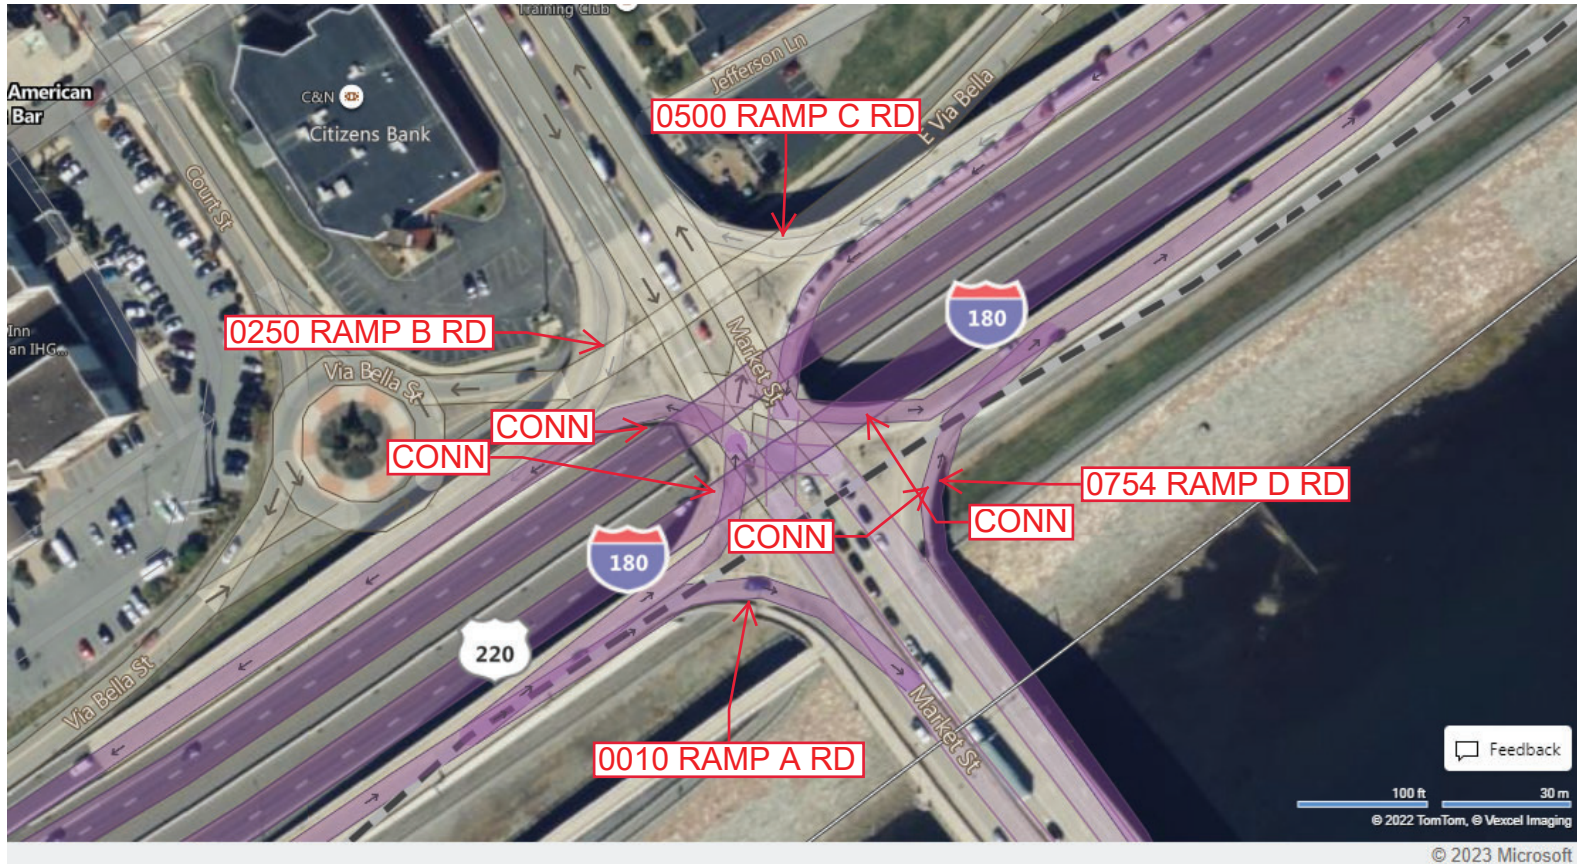 Training Club
American
Bar
C&N
Citizens Bank
Jefferson Ln
0500 RAMP C RD
E Via Bella
Court St
0250 RAMP B RD
Inn
an IHG...
Via Bella St
Market St
180
CONN
CONN
0754 RAMP D RD
CONN
CONN
180
220
Via Bella St
Market St
0010 RAMP A RD
Feedback
100 ft
30 m
© 2022 TomTom, © Vexcel Imaging
© 2023 Microsoft